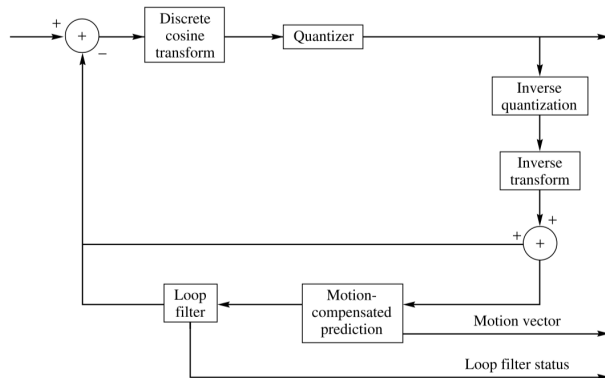 +
+
−
Discrete
cosine
transform
Quantizer
Inverse
quantization
Inverse
transform
+
+
+
Loop
filter
Motion-
compensated
prediction
Motion vector
Loop filter status